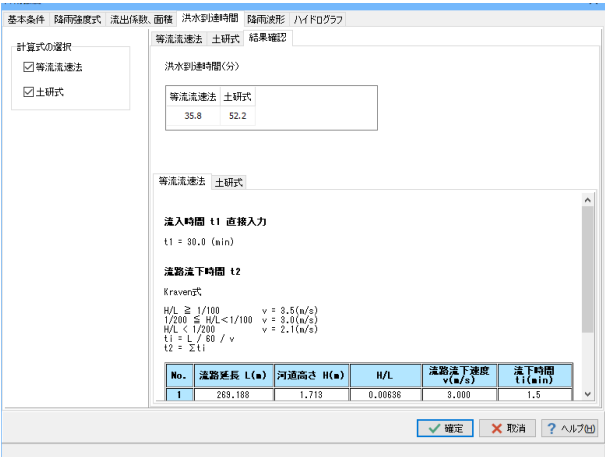 基本条件 降雨強度式 流出係数、面積 洪水到達時間 降雨波形 ハイドログラフ
計算式の選択
等流流速法
土研式
等流流速法 土研式 結果確認
洪水到達時間(分)
等流流速法 土研式
35.8 52.2
等流流速法 土研式
流入時間 t1 直接入力
t1 = 30.0 (min)
流路流下時間 t2
Kraven式
H/L ≧ 1/100 v = 3.5(m/s)
1/200 ≦ H/L<1/100 v = 3.0(m/s)
H/L < 1/200 v = 2.1(m/s)
ti = L / 60 / v
t2 = Σti
No. 流路延長 L(m) 河道高さ H(m) H/L 流路流下速度 v(m/s) 流下時間 ti(min)
1 269.188 1.713 0.00636 3.000 1.5
確定 取消 ヘルプ(H)